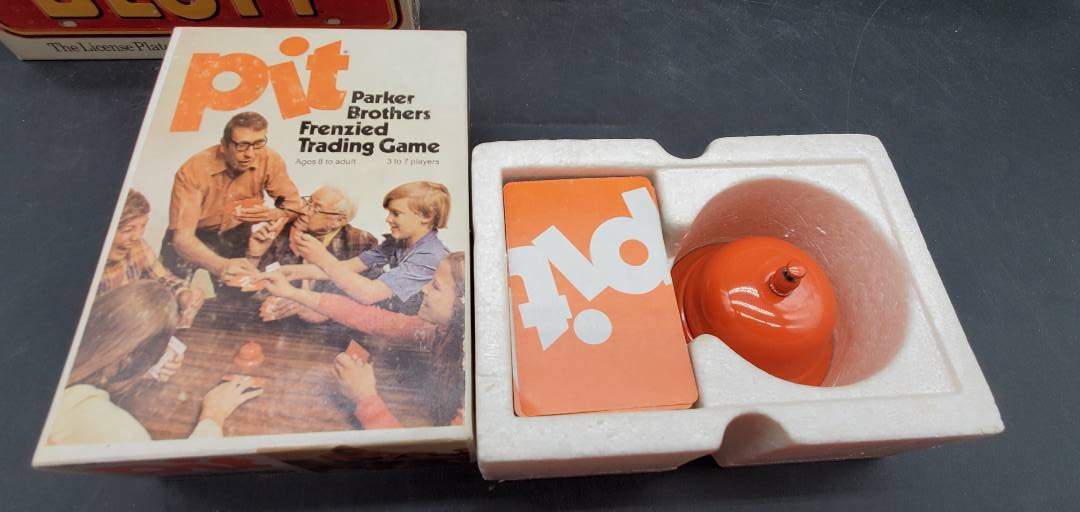 The License Plate
pit
Parker
Brothers
Frenzied
Trading Game
Ages 8 to adult 3 to 7 players
pit